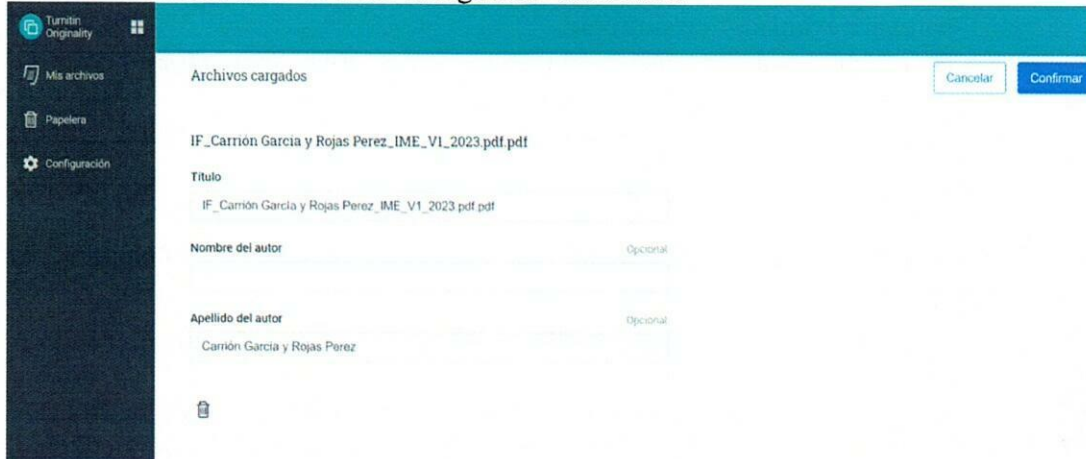 Turnitin
Originality
Mis archivos
Papelera
Configuración
Archivos cargados
Cancelar
Confirmar
IF_Carrión Garcia y Rojas Perez_IME_V1_2023.pdf.pdf
Título
IF_Carrión Garcia y Rojas Perez_IME_V1_2023.pdf.pdf
Nombre del autor
Opcional
Apellido del autor
Opcional
Carrión Garcia y Rojas Perez